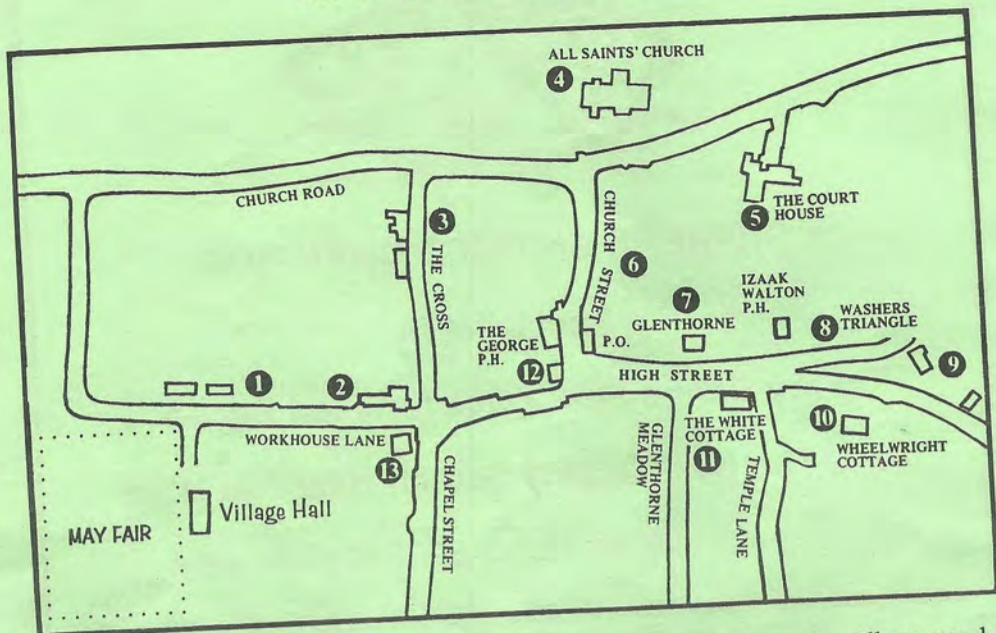 ALL SAINTS' CHURCH
4
CHURCH ROAD
3
THE CROSS
CHURCH STREET
THE COURT
HOUSE
5
6
7
GLENTHORNE
IZAAK
WALTON
P.H.
8
WASHERS
TRIANGLE
THE
GEORGE
P.H.
P.O.
12
HIGH STREET
9
1
2
WORKHOUSE LANE
13
CHAPEL STREET
GLENTHORNE
MEADOW
THE WHITE
COTTAGE
11
TEMPLE LANE
10
WHEELWRIGHT
COTTAGE
Village Hall
MAY FAIR